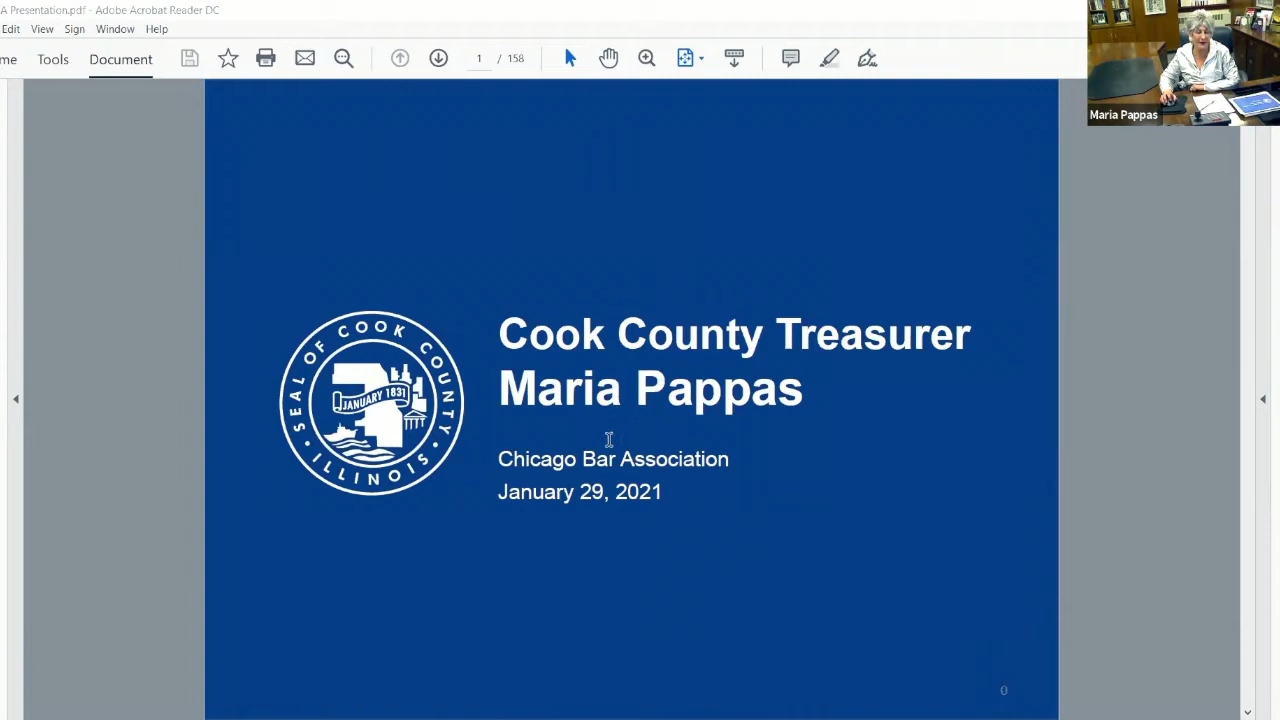 A Presentation.pdf - Adobe Acrobat Reader DC
Edit View Sign Window Help
me Tools Document
1 / 158
Maria Pappas
SEAL OF COOK COUNTY
JANUARY 1831
ILLINOIS
Cook County Treasurer
Maria Pappas
Chicago Bar Association
January 29, 2021
0